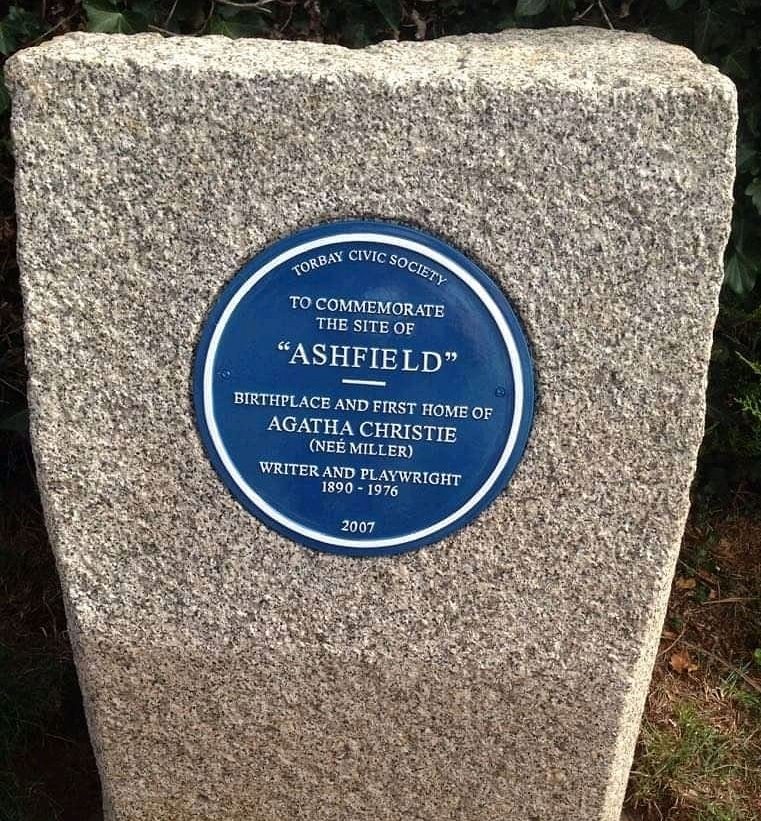 TORBAY CIVIC SOCIETY
TO COMMEMORATE
THE SITE OF
“ASHFIELD”
BIRTHPLACE AND FIRST HOME OF
AGATHA CHRISTIE
(NEÉ MILLER)
WRITER AND PLAYWRIGHT
1890 - 1976
2007